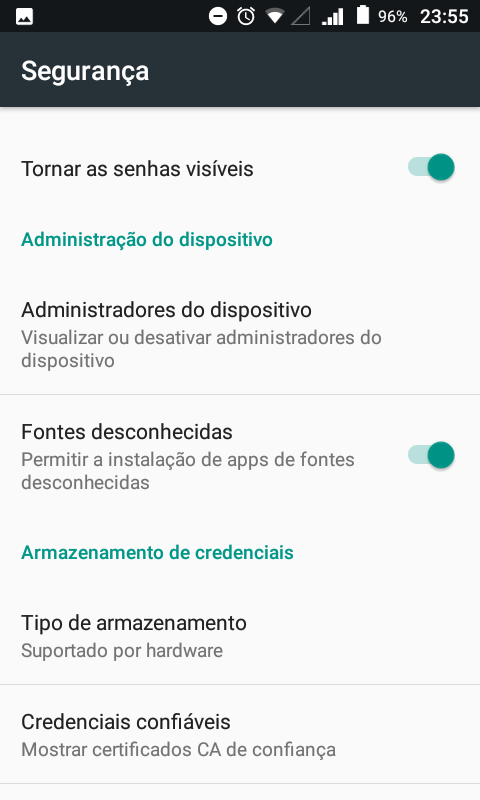 96% 23:55
Segurança
Tornar as senhas visíveis
Administração do dispositivo
Administradores do dispositivo
Visualizar ou desativar administradores do
dispositivo
Fontes desconhecidas
Permitir a instalação de apps de fontes
desconhecidas
Armazenamento de credenciais
Tipo de armazenamento
Suportado por hardware
Credenciais confiáveis
Mostrar certificados CA de confiança